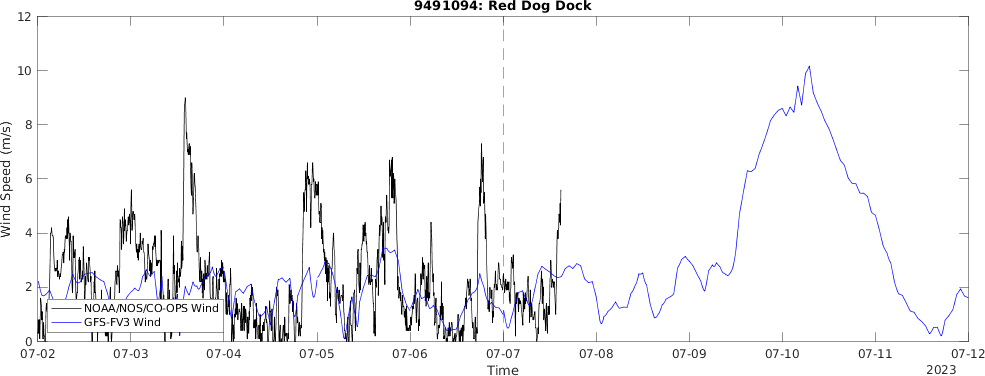 9491094: Red Dog Dock
12
10
8
6
4
2
0
Wind Speed (m/s)
NOAA/NOS/CO-OPS Wind
GFS-FV3 Wind
07-02 07-03 07-04 07-05 07-06 07-07 07-08 07-09 07-10 07-11 07-12
Time
2023